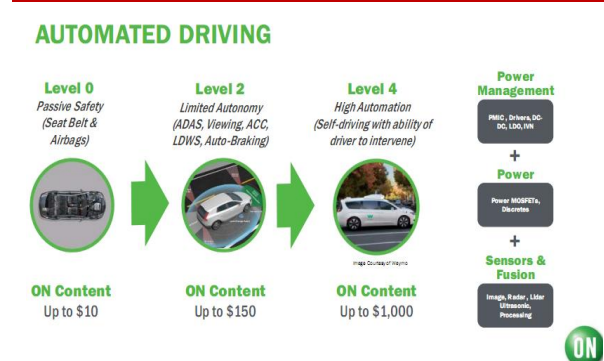 AUTOMATED DRIVING
Level 0
Passive Safety
(Seat Belt &
Airbags)
ON Content
Up to $10
Level 2
Limited Autonomy
(ADAS, Viewing, ACC,
LDWS, Auto-Braking)
ON Content
Up to $150
Level 4
High Automation
(Self-driving with ability of
driver to intervene)
Image Courtesy of Waymo
ON Content
Up to $1,000
Power
Management
PMIC, Drivers, DC-
DC, LDO, IVN
+
Power
Power MOSFETs,
Discretes
+
Sensors &
Fusion
Image, Radar, Lidar
Ultrasonic,
Processing
ON